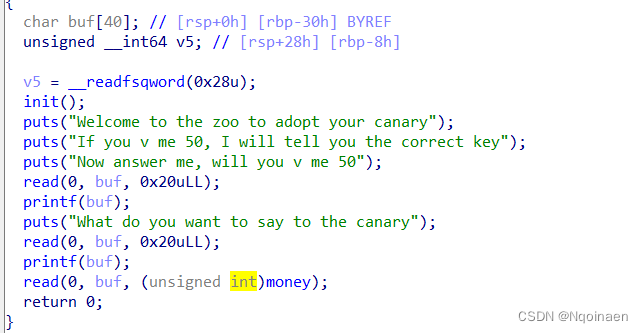 {
char buf[40]; // [rsp+0h] [rbp-30h] BYREF
unsigned __int64 v5; // [rsp+28h] [rbp-8h]
v5 = __readfsqword(0x28u);
init();
puts("Welcome to the zoo to adopt your canary");
puts("If you v me 50, I will tell you the correct key");
puts("Now answer me, will you v me 50");
read(0, buf, 0x20uLL);
printf(buf);
puts("What do you want to say to the canary");
read(0, buf, 0x20uLL);
printf(buf);
read(0, buf, (unsigned int)money);
return 0;
}
CSDN @Nqoinaen